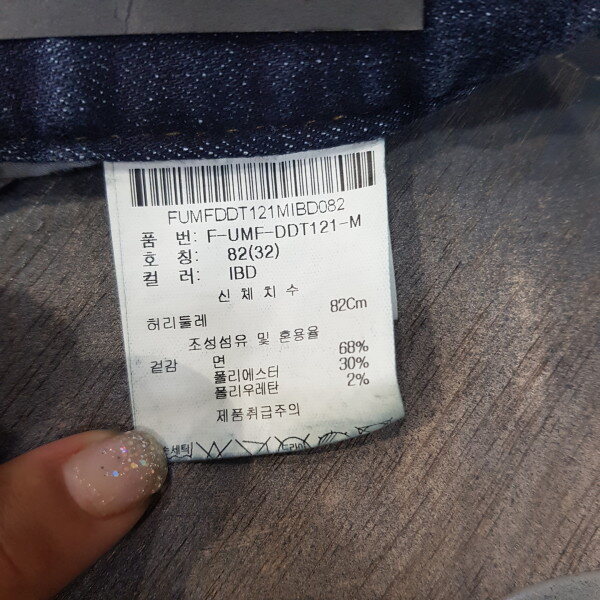 FUMFDDT121MIBD082
품 번: F-UMF-DDT121-M
호 칭: 82(32)
컬 러: IBD
신 체 치 수
허리둘레 82Cm
조성섬유 및 혼용율
겉감 면 68%
폴리에스터 30%
폴리우레탄 2%
제품취급주의